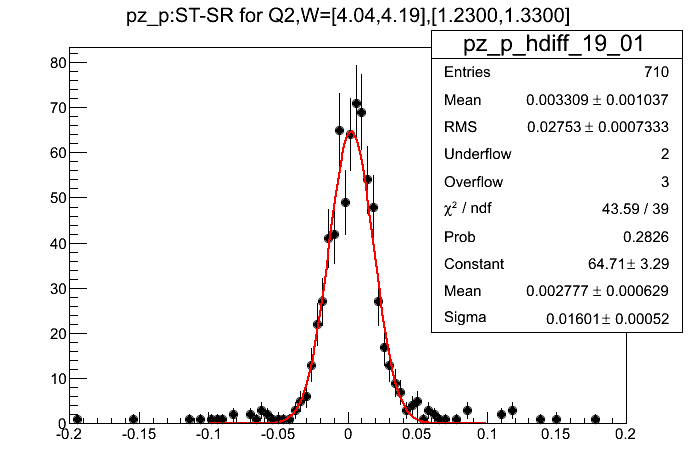 pz_p:ST-SR for Q2,W=[4.04,4.19],[1.2300,1.3300]
pz_p_hdiff_19_01
Entries 710
Mean 0.003309 ± 0.001037
RMS 0.02753 ± 0.0007333
Underflow 2
Overflow 3
χ² / ndf 43.59 / 39
Prob 0.2826
Constant 64.71 ± 3.29
Mean 0.002777 ± 0.000629
Sigma 0.01601 ± 0.00052
80
70
60
50
40
30
20
10
0
-0.2 -0.15 -0.1 -0.05 0 0.05 0.1 0.15 0.2